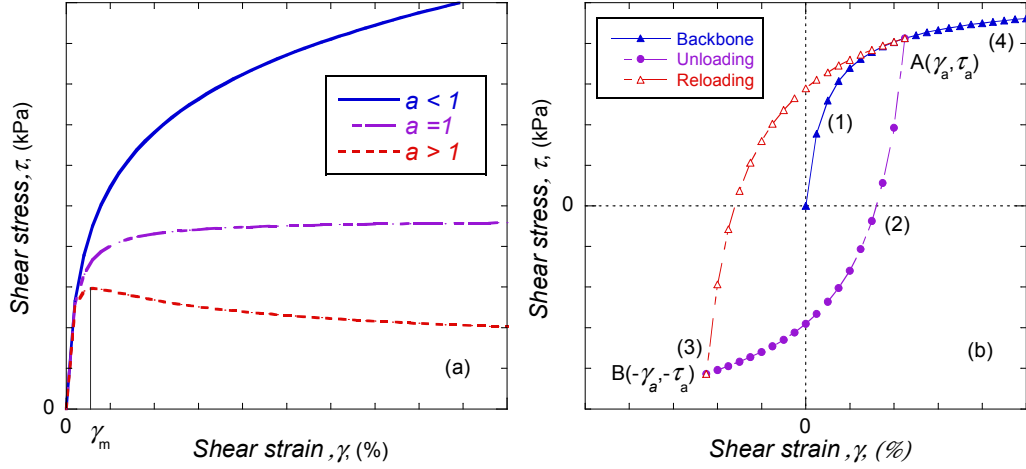 Shear stress, τ, (kPa)
a < 1
a =1
a > 1
(a)
0
0
γm
Shear strain , γ, (%)
Shear stress, τ, (kPa)
Backbone
Unloading
Reloading
(4)
A(γa,τa)
(1)
0
(2)
(3)
B(-γa,-τa)
(b)
0
Shear strain , γ, (%)